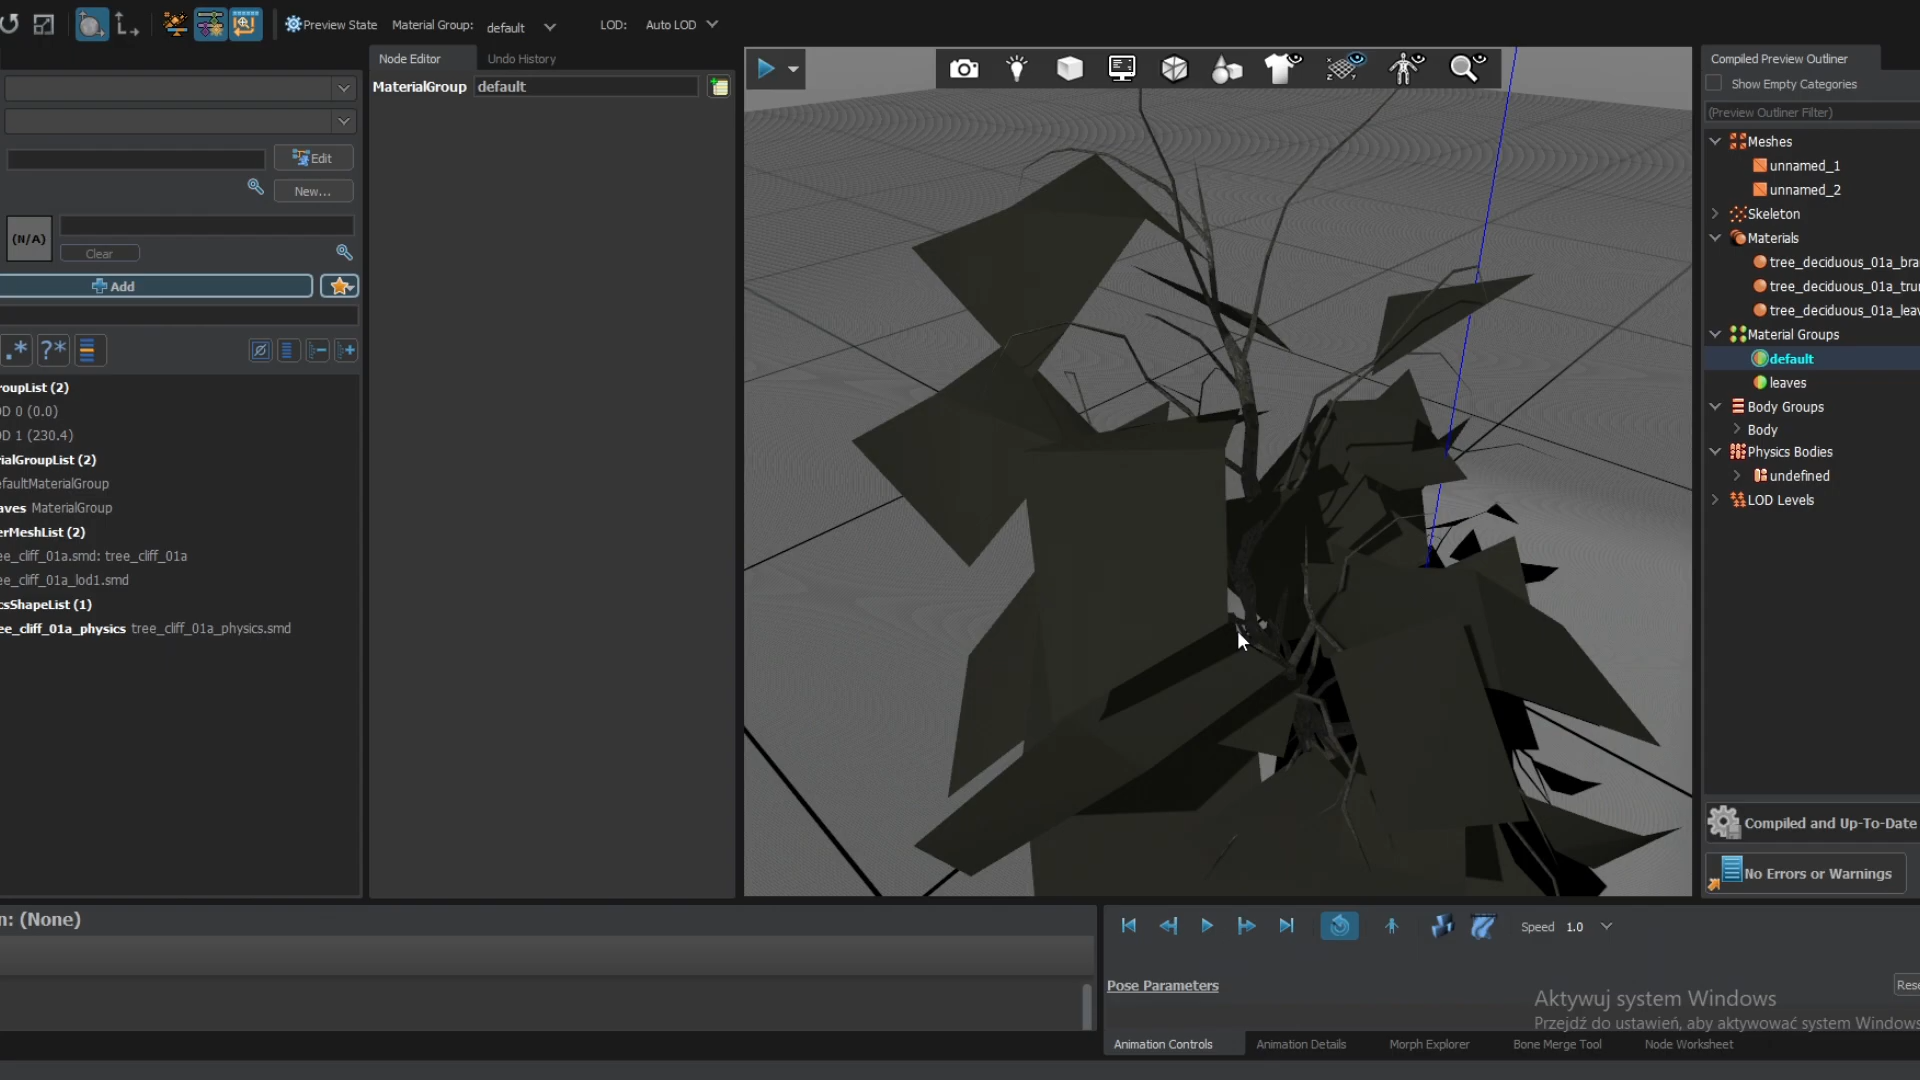 Preview State
Material Group:
default
LOD:
Auto LOD
Node Editor
Undo History
Compiled Preview Outliner
MaterialGroup
default
Show Empty Categories
(Preview Outliner Filter)
Edit
New...
(N/A)
Clear
Add
.*
?*
roupList (2)
OD 0 (0.0)
OD 1 (230.4)
rialGroupList (2)
efaultMaterialGroup
aves MaterialGroup
erMeshList (2)
ee_cliff_01a.smd: tree_cliff_01a
ee_cliff_01a_lod1.smd
csShapeList (1)
ee_cliff_01a_physics tree_cliff_01a_physics.smd
Meshes
unnamed_1
unnamed_2
Skeleton
Materials
tree_deciduous_01a_bra
tree_deciduous_01a_tru
tree_deciduous_01a_lea
Material Groups
default
leaves
Body Groups
Body
Physics Bodies
undefined
LOD Levels
Compiled and Up-To-Date
No Errors or Warnings
n: (None)
Speed 1.0
Pose Parameters
Rese
Aktywuj system Windows
Przejdź do ustawień, aby aktywować system Windows
Animation Controls
Animation Details
Morph Explorer
Bone Merge Tool
Node Worksheet